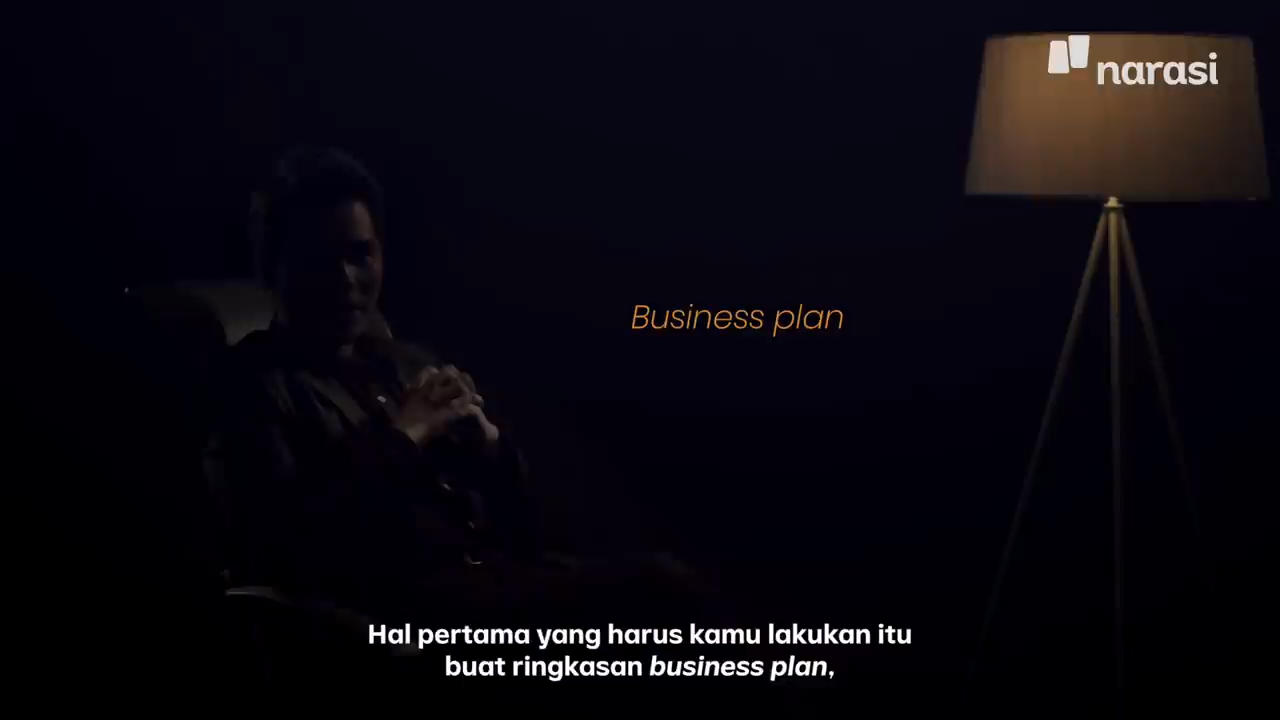 narasi
Business plan
Hal pertama yang harus kamu lakukan itu
buat ringkasan business plan,